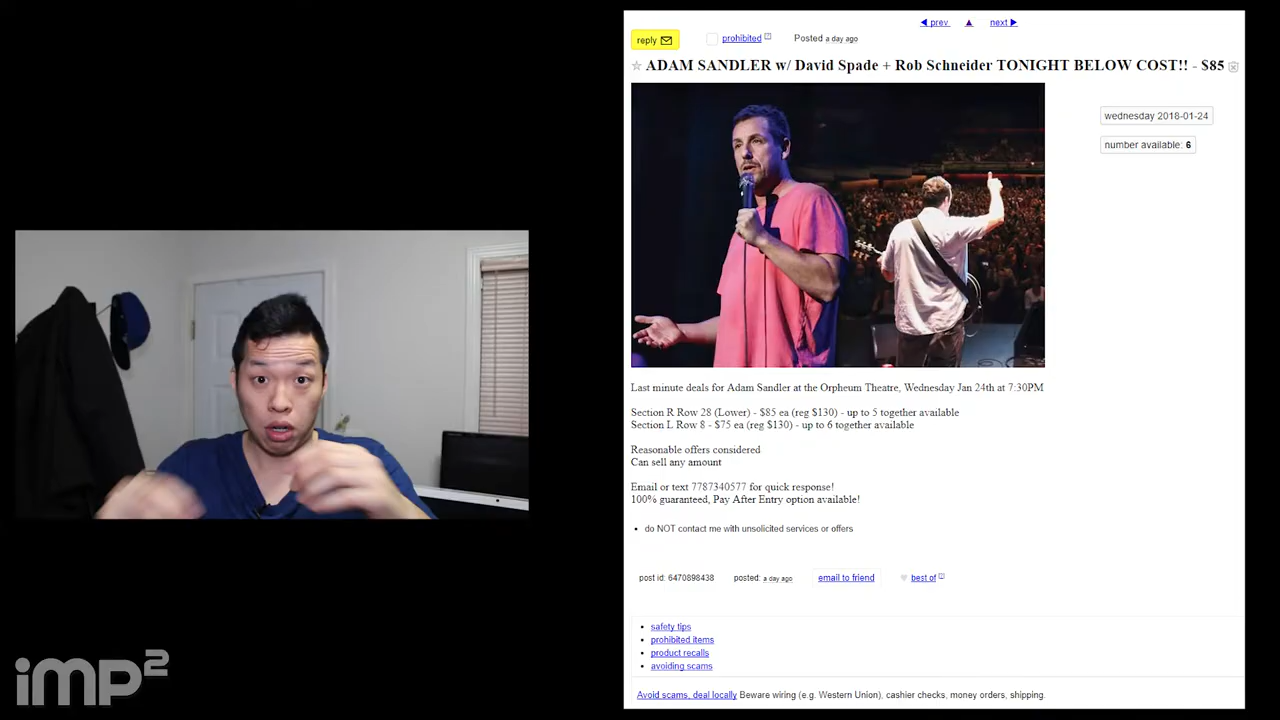 prev
next
reply
prohibited
Posted a day ago
ADAM SANDLER w/ David Spade + Rob Schneider TONIGHT BELOW COST!! - $85
wednesday 2018-01-24
number available: 6
Last minute deals for Adam Sandler at the Orpheum Theatre, Wednesday Jan 24th at 7:30PM
Section R Row 28 (Lower) - $85 ea (reg $130) - up to 5 together available
Section L Row 8 - $75 ea (reg $130) - up to 6 together available
Reasonable offers considered
Can sell any amount
Email or text 7787340577 for quick response!
100% guaranteed, Pay After Entry option available!
do NOT contact me with unsolicited services or offers
post id: 6470898438
posted: a day ago
email to friend
best of
safety tips
prohibited items
product recalls
avoiding scams
Avoid scams, deal locally Beware wiring (e.g. Western Union), cashier checks, money orders, shipping.
imp2